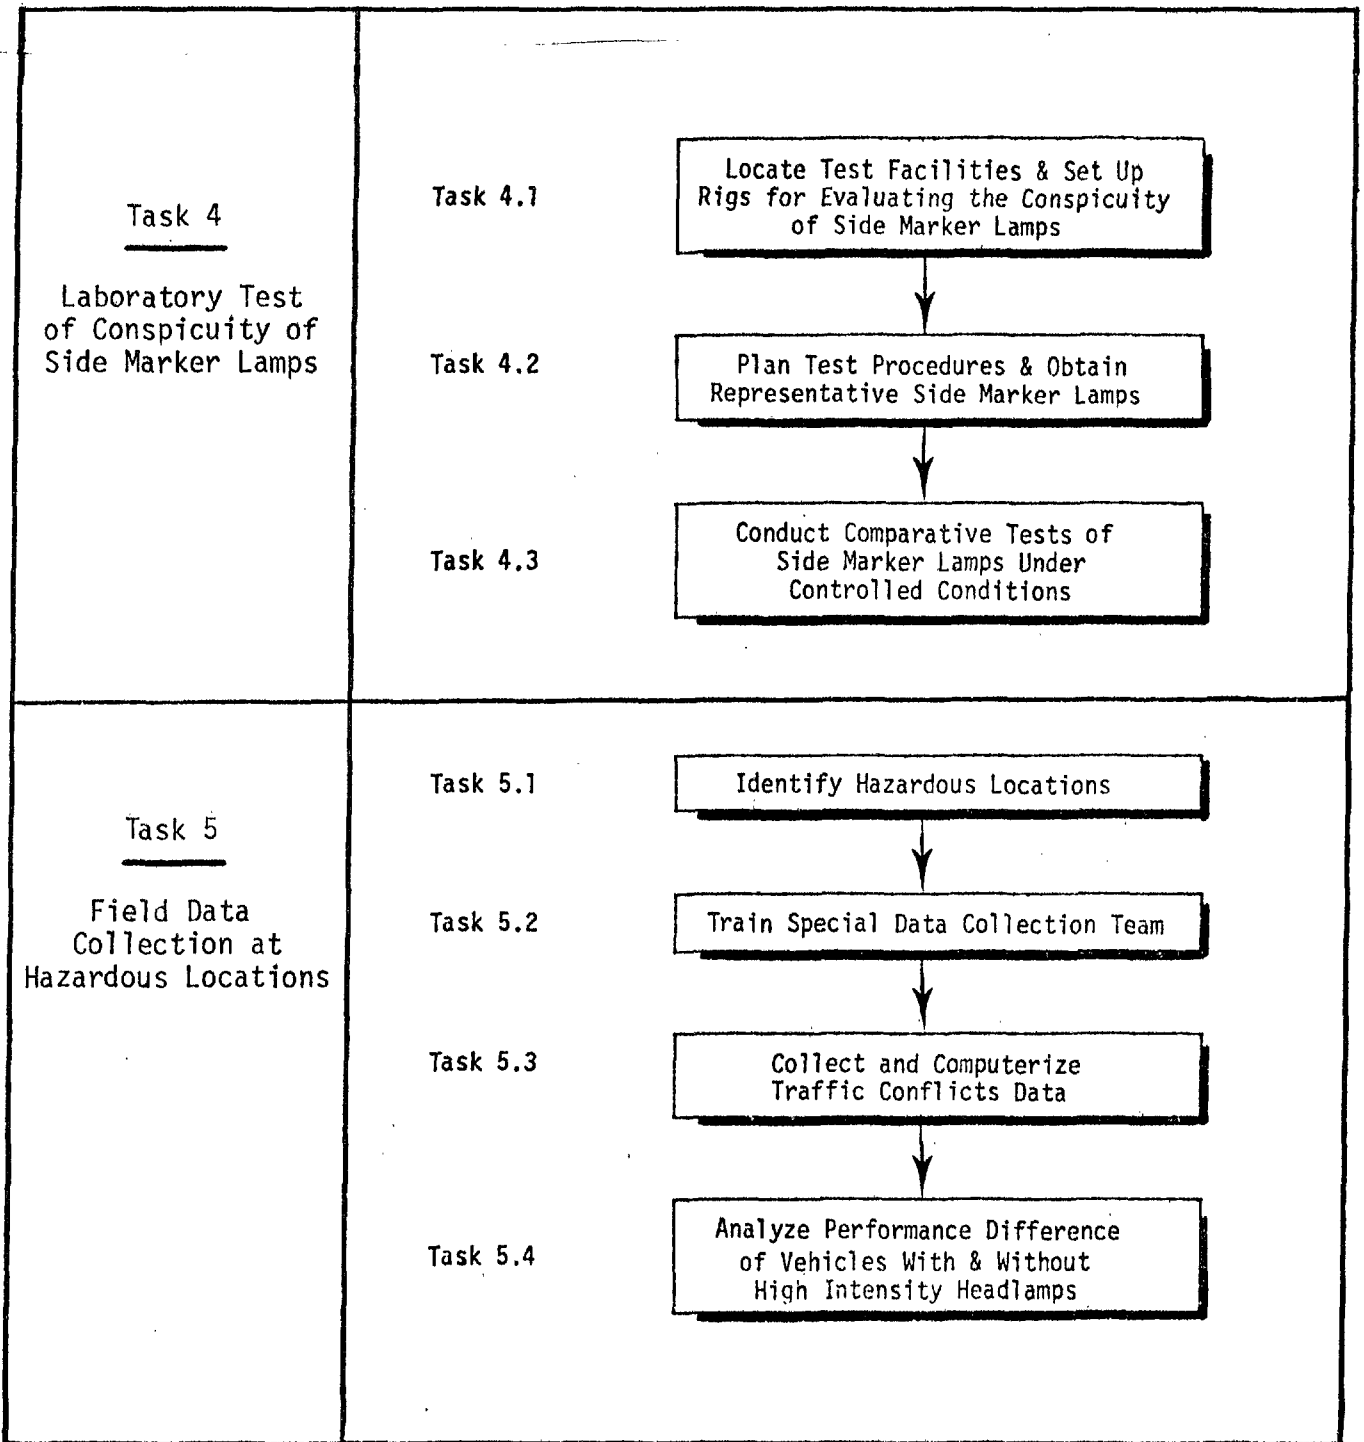 Task 4
Laboratory Test
of Conspicuity of
Side Marker Lamps
Task 4.1
Locate Test Facilities & Set Up
Rigs for Evaluating the Conspicuity
of Side Marker Lamps
Task 4.2
Plan Test Procedures & Obtain
Representative Side Marker Lamps
Task 4.3
Conduct Comparative Tests of
Side Marker Lamps Under
Controlled Conditions
Task 5
Field Data
Collection at
Hazardous Locations
Task 5.1
Identify Hazardous Locations
Task 5.2
Train Special Data Collection Team
Task 5.3
Collect and Computerize
Traffic Conflicts Data
Task 5.4
Analyze Performance Difference
of Vehicles With & Without
High Intensity Headlamps